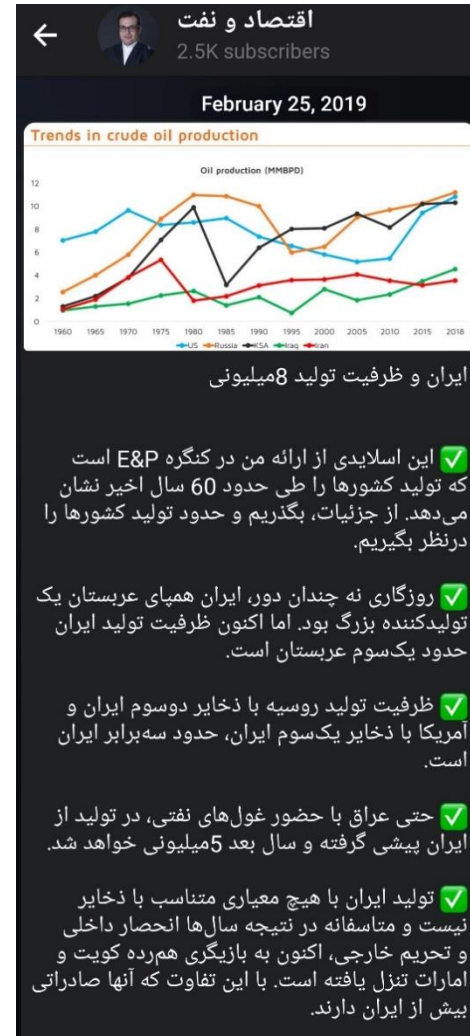 اقتصاد و نفت
2.5K subscribers
February 25, 2019
Trends in crude oil production
Oil production (MMBPD)
12
10
8
6
4
2
0
1960 1965 1970 1975 1980 1985 1990 1995 2000 2005 2010 2015 2018
US Russia KSA Iraq Iran
ایران و ظرفیت تولید 8میلیونی
✅ این اسلایدی از ارائه من در کنگره E&P است
که تولید کشورها را طی حدود 60 سال اخیر نشان
می‌دهد. از جزئیات، بگذریم و حدود تولید کشورها را
درنظر بگیریم.
✅ روزگاری نه چندان دور، ایران همپای عربستان یک
تولیدکننده بزرگ بود. اما اکنون ظرفیت تولید ایران
حدود یک‌سوم عربستان است.
✅ ظرفیت تولید روسیه با ذخایر دوسوم ایران و
آمریکا با ذخایر یک‌سوم ایران، حدود سه‌برابر ایران
است.
✅ حتی عراق با حضور غول‌های نفتی، در تولید از
ایران پیشی گرفته و سال بعد 5میلیونی خواهد شد.
✅ تولید ایران با هیچ معیاری متناسب با ذخایر
نیست و متاسفانه در نتیجه سال‌ها انحصار داخلی
و تحریم خارجی، اکنون به بازیگری هم‌رده کویت و
امارات تنزل یافته است. با این تفاوت که آنها صادراتی
بیش از ایران دارند.